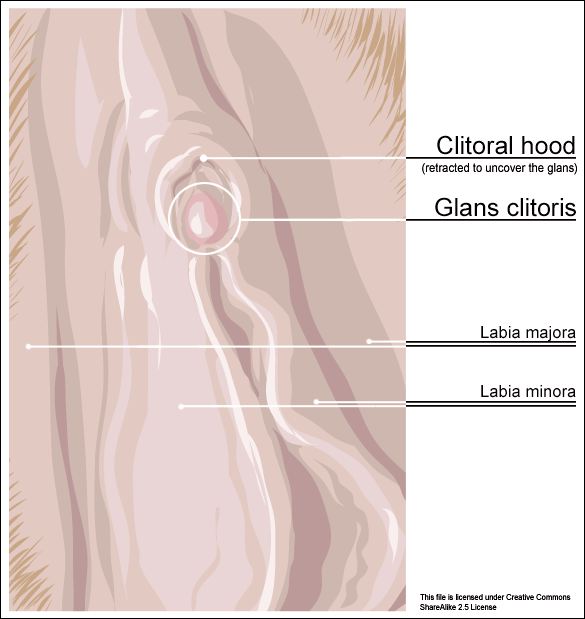 Clitoral hood
(retracted to uncover the glans)
Glans clitoris
Labia majora
Labia minora
This file is licensed under Creative Commons
ShareAlike 2.5 License